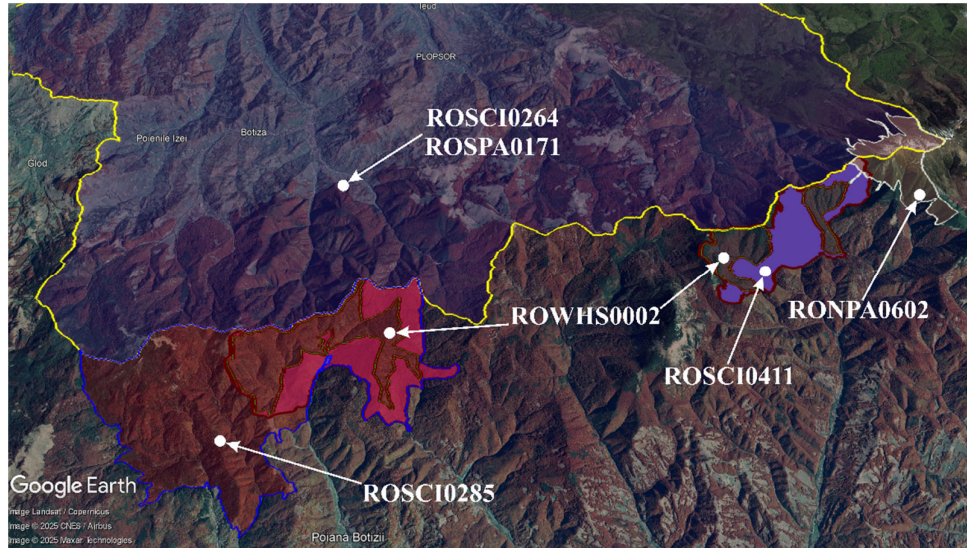 Ieud
PLOPSOR
ROSCI0264
ROSPA0171
Poienile Izei
Botiza
Glod
ROWHS0002
RONPA0602
ROSCI0411
ROSCI0285
Google Earth
Image Landsat / Copernicus
Image © 2025 CNES / Airbus
Image © 2025 Maxar Technologies
Poiana Botizii